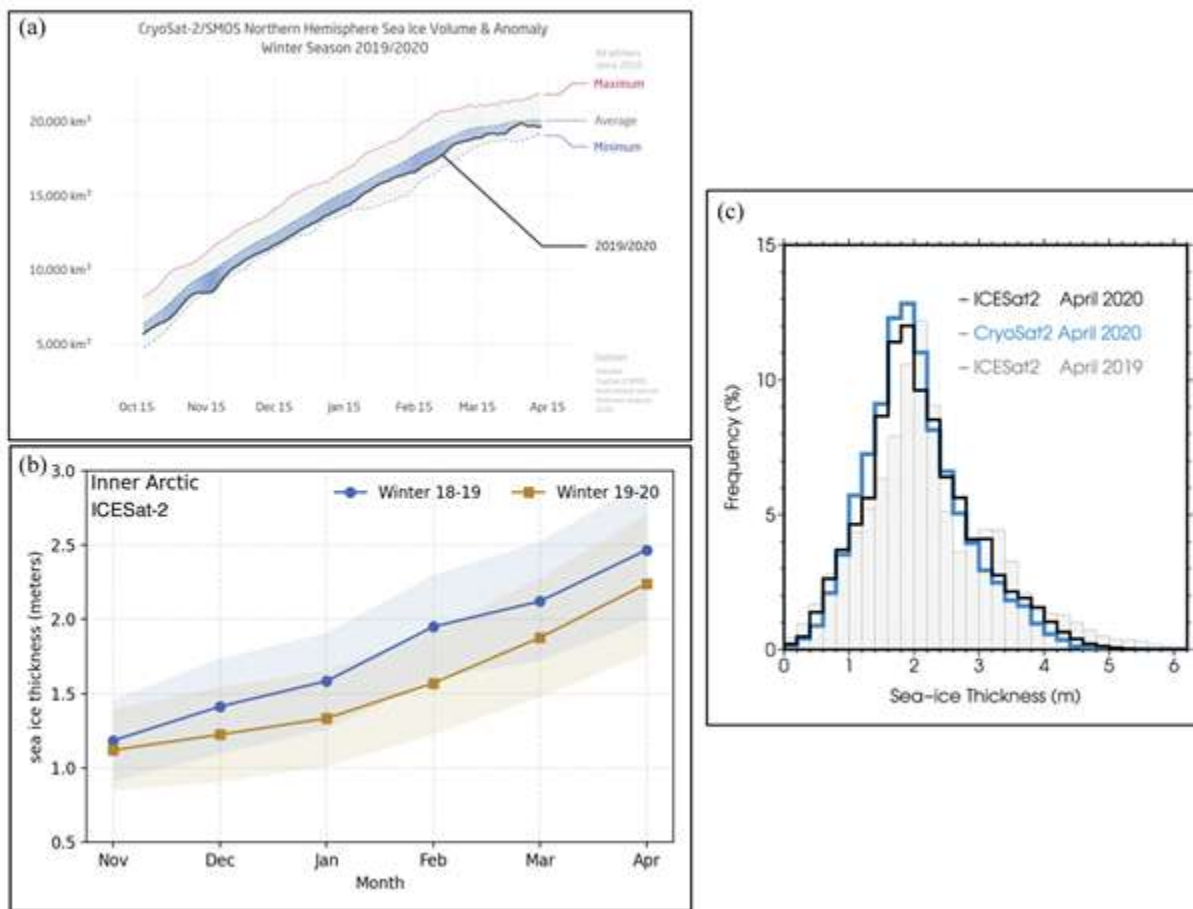 (a)
CryoSat-2/SMOS Northern Hemisphere Sea Ice Volume & Anomaly
Winter Season 2019/2020
All winters
since 2010
Maximum
Average
Minimum
2019/2020
20,000 km³
15,000 km³
10,000 km³
5,000 km³
Oct 15 Nov 15 Dec 15 Jan 15 Feb 15 Mar 15 Apr 15
(b)
Inner Arctic
ICESat-2
Winter 18-19 Winter 19-20
sea ice thickness (meters)
3.0
2.5
2.0
1.5
1.0
0.5
Nov Dec Jan Feb Mar Apr
Month
(c)
ICESat2 April 2020
CryoSat2 April 2020
ICESat2 April 2019
Frequency (%)
15
10
5
0
0 1 2 3 4 5 6
Sea-ice Thickness (m)